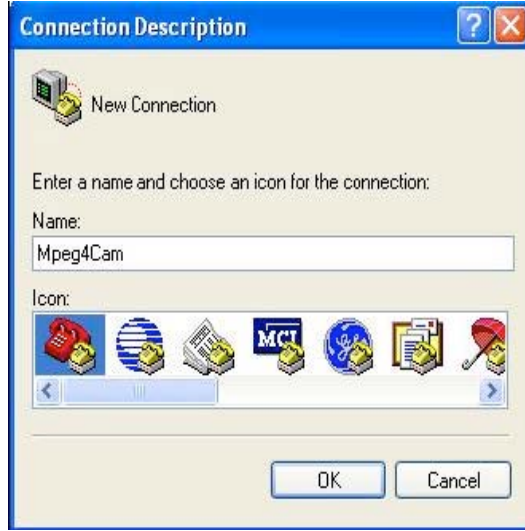 Connection Description
New Connection
Enter a name and choose an icon for the connection:
Name:
Mpeg4Cam
Icon:
MCI
OK
Cancel